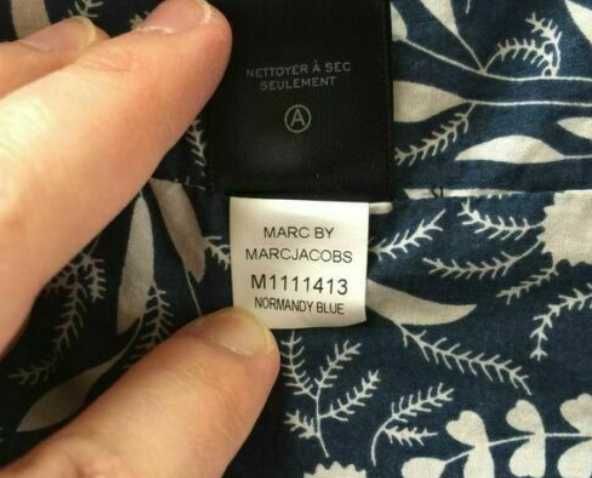 NETTOYER À SEC
SEULEMENT
A
MARC BY
MARCJACOBS
M1111413
NORMANDY BLUE